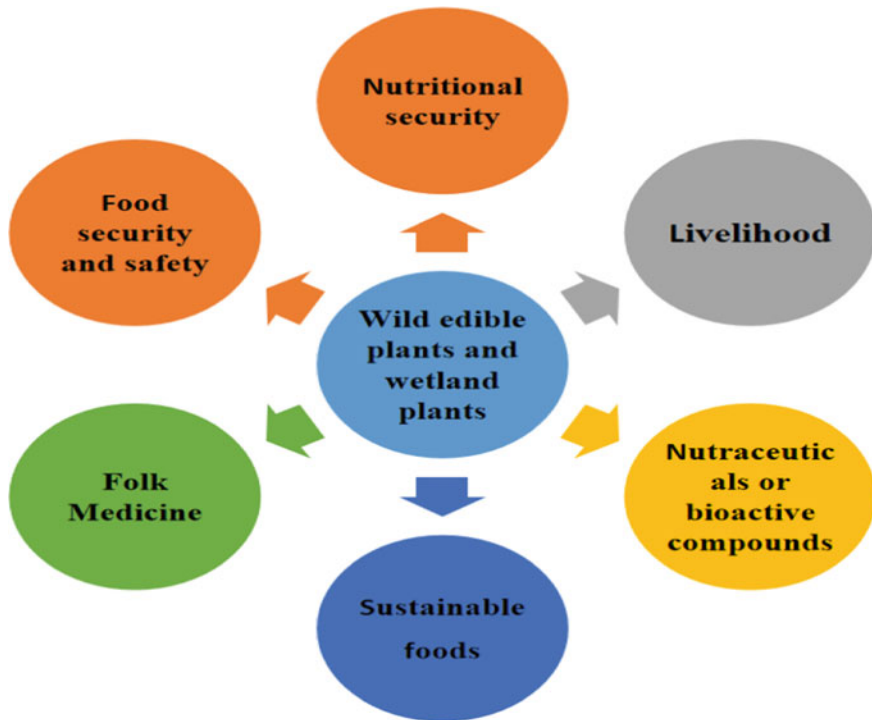 Nutritional
security
Food
security
and safety
Livelihood
Wild edible
plants and
wetland
plants
Folk
Medicine
Nutraceutic
als or
bioactive
compounds
Sustainable
foods